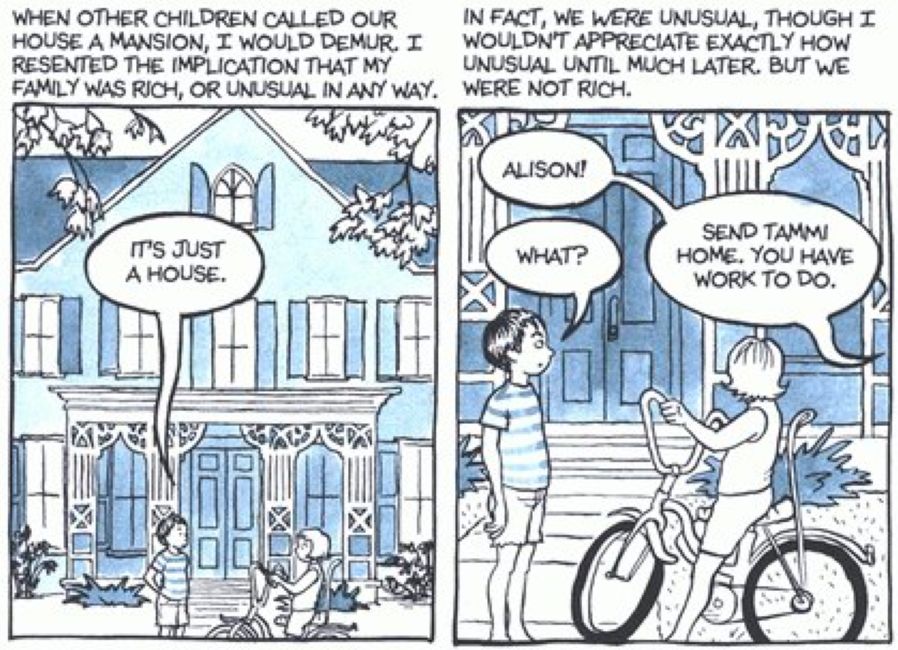 WHEN OTHER CHILDREN CALLED OUR
HOUSE A MANSION, I WOULD DEMUR. I
RESENTED THE IMPLICATION THAT MY
FAMILY WAS RICH, OR UNUSUAL IN ANY WAY.
IT'S JUST
A HOUSE.
IN FACT, WE WERE UNUSUAL, THOUGH I
WOULDN'T APPRECIATE EXACTLY HOW
UNUSUAL UNTIL MUCH LATER. BUT WE
WERE NOT RICH.
ALISON!
WHAT?
SEND TAMMI
HOME. YOU HAVE
WORK TO DO.